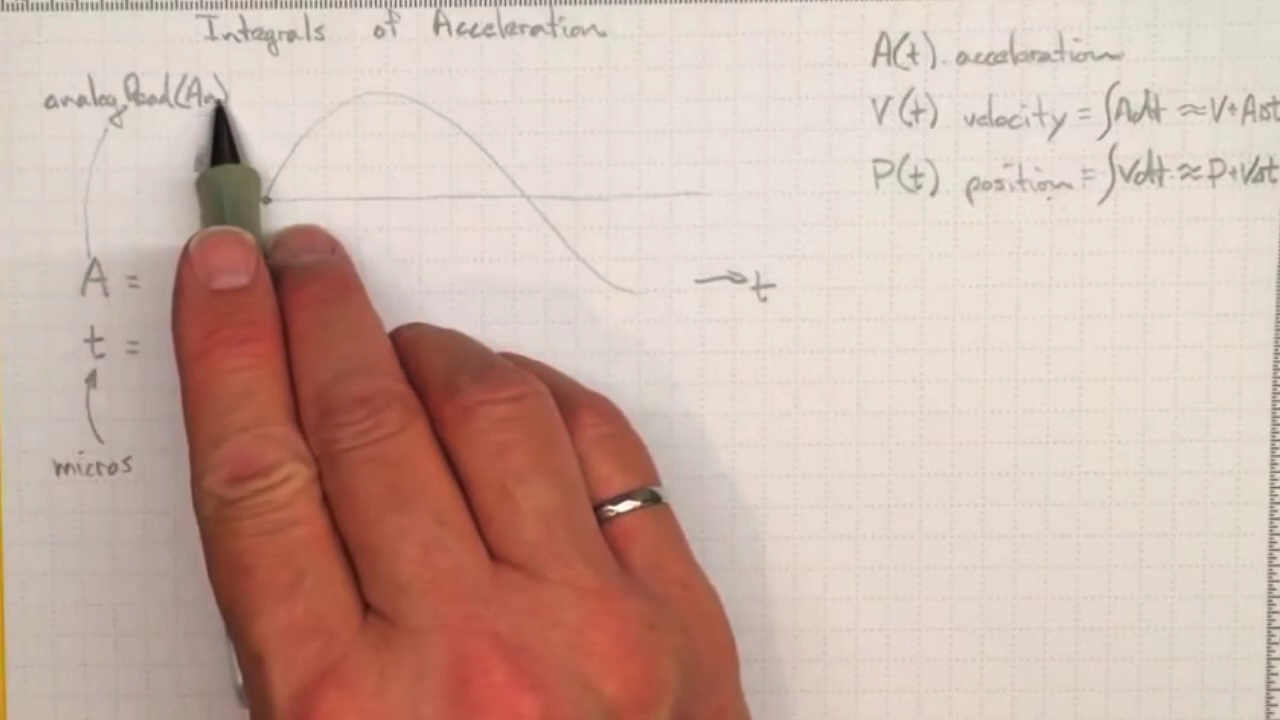 Integrals of Acceleration
analogRead(An)
A =
t =
micros
→ t
A(t) acceleration
V(t) velocity = ∫Adt ≈ V+AΔt
P(t) position = ∫Vdt ≈ P+VΔt